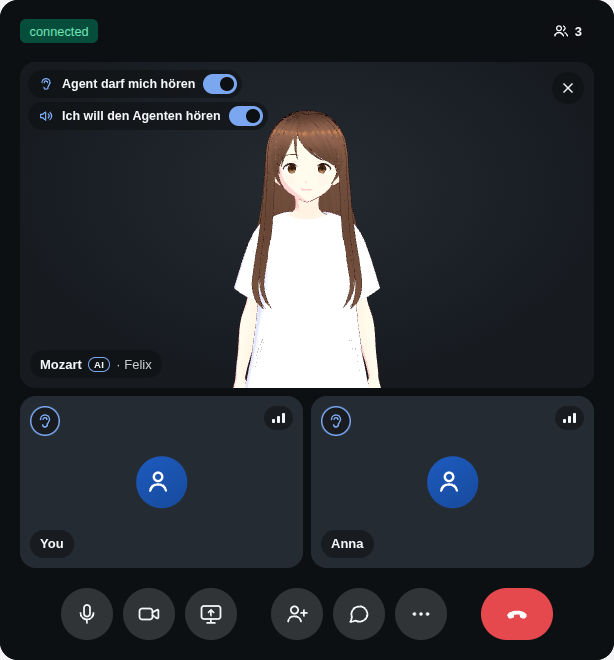 connected
3
Agent darf mich hören
Ich will den Agenten hören
Mozart AI · Felix
You
Anna